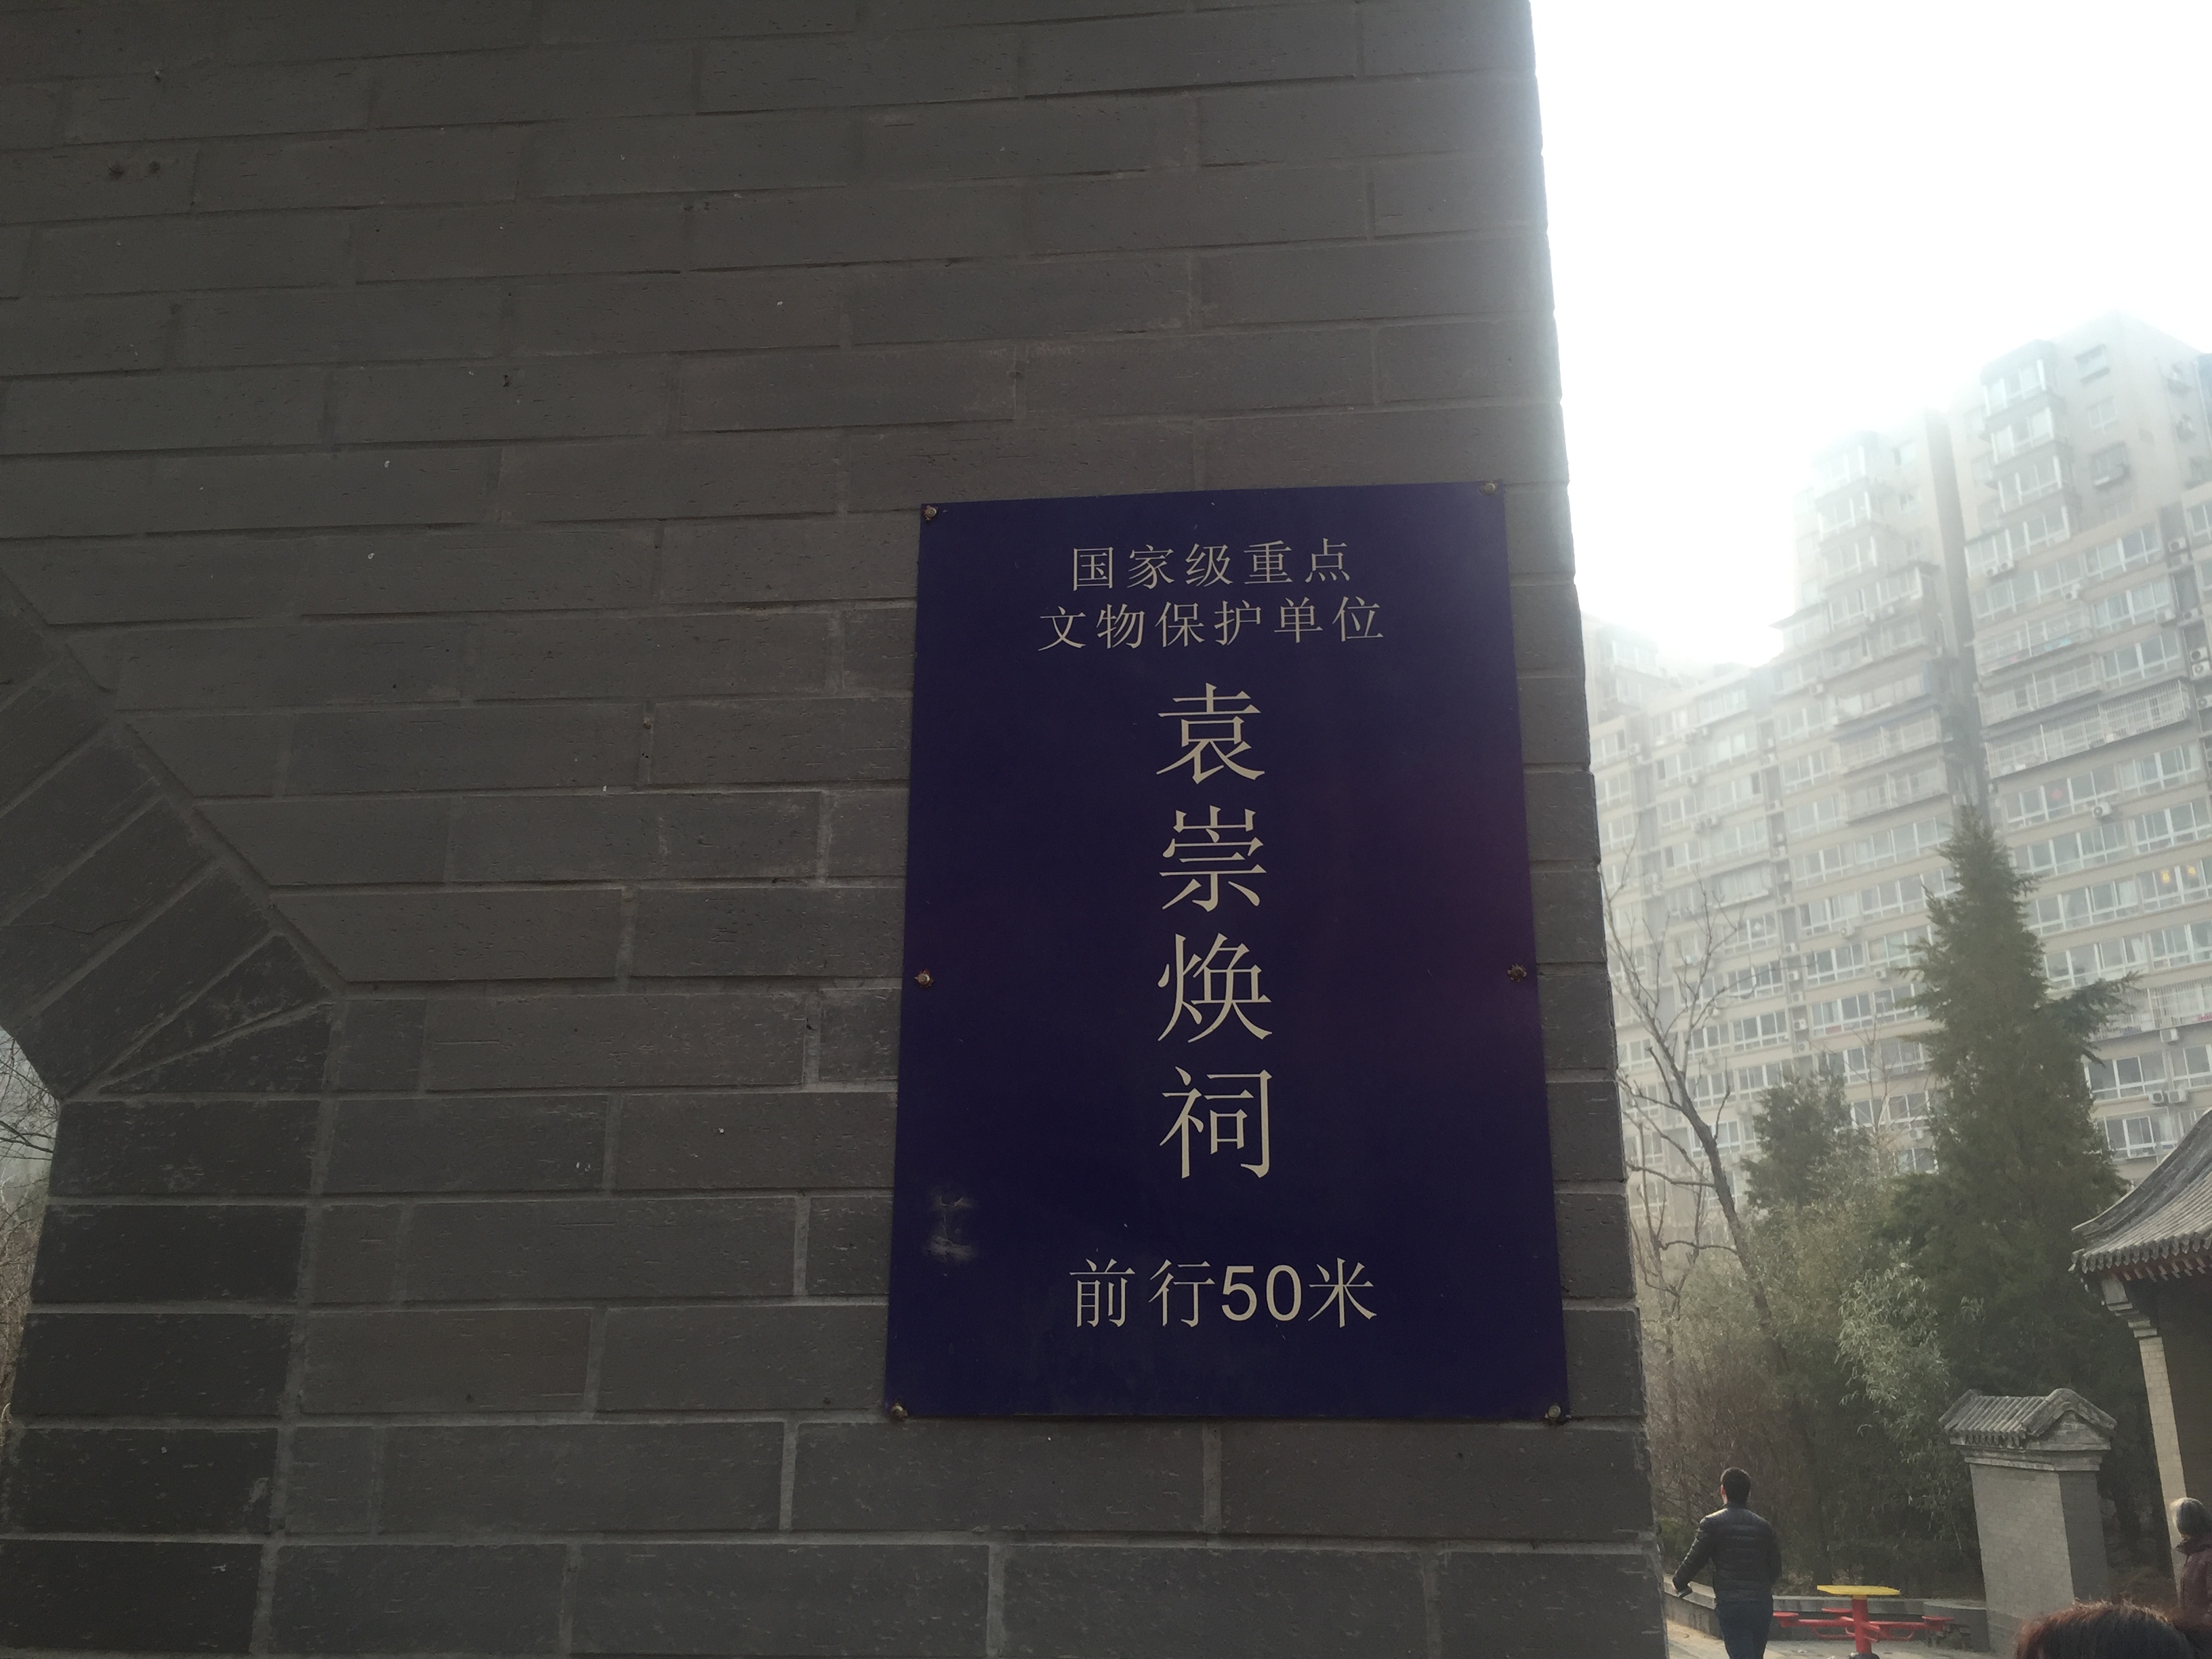 国家级重点
文物保护单位
袁崇焕祠
前行50米